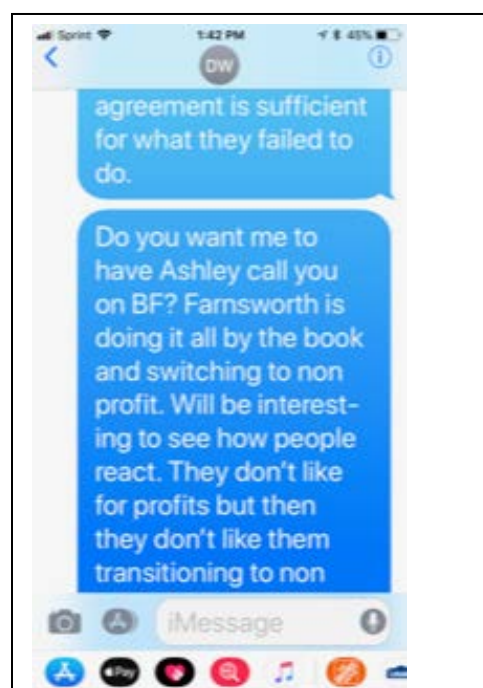 Sprint 1:42 PM 45%
DW
agreement is sufficient
for what they failed to
do.
Do you want me to
have Ashley call you
on BF? Farnsworth is
doing it all by the book
and switching to non
profit. Will be interest-
ing to see how people
react. They don't like
for profits but then
they don't like them
transitioning to non
iMessage
Pay